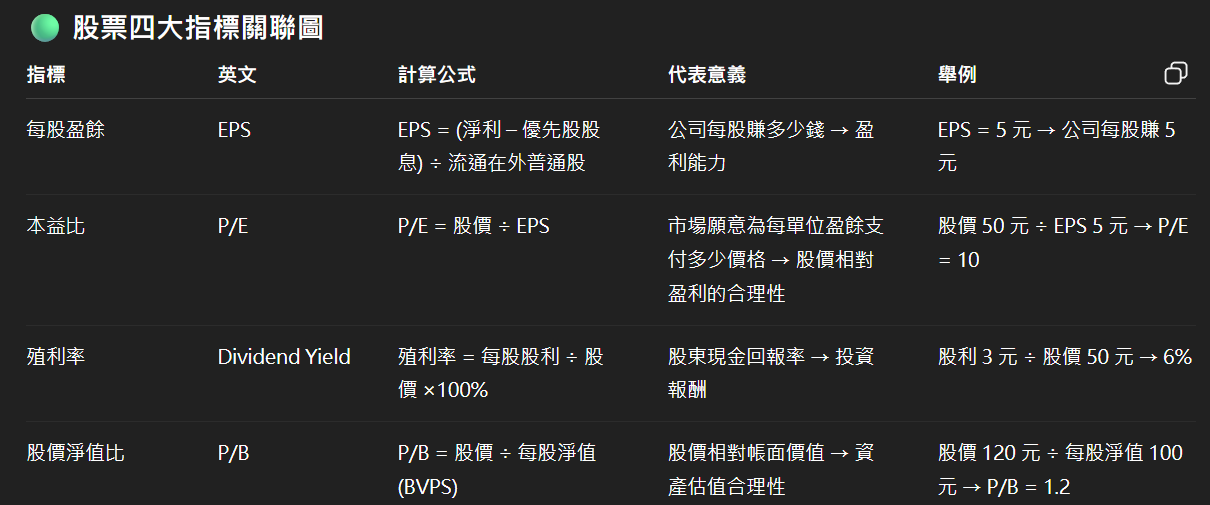 股票四大指標關聯圖
指標 英文 計算公式 代表意義 舉例
每股盈餘 EPS EPS = (淨利 – 優先股股 公司每股賺多少錢 → 盈 EPS = 5 元 → 公司每股賺 5
息) ÷ 流通在外普通股 利能力 元
本益比 P/E P/E = 股價 ÷ EPS 市場願意為每單位盈餘支 股價 50 元 ÷ EPS 5 元 → P/E
付多少價格 → 股價相對 = 10
盈利的合理性
殖利率 Dividend Yield 殖利率 = 每股股利 ÷ 股 股東現金回報率 → 投資 股利 3 元 ÷ 股價 50 元 → 6%
價 ×100% 報酬
股價淨值比 P/B P/B = 股價 ÷ 每股淨值 股價相對帳面價值 → 資 股價 120 元 ÷ 每股淨值 100
(BVPS) 產估值合理性 元 → P/B = 1.2